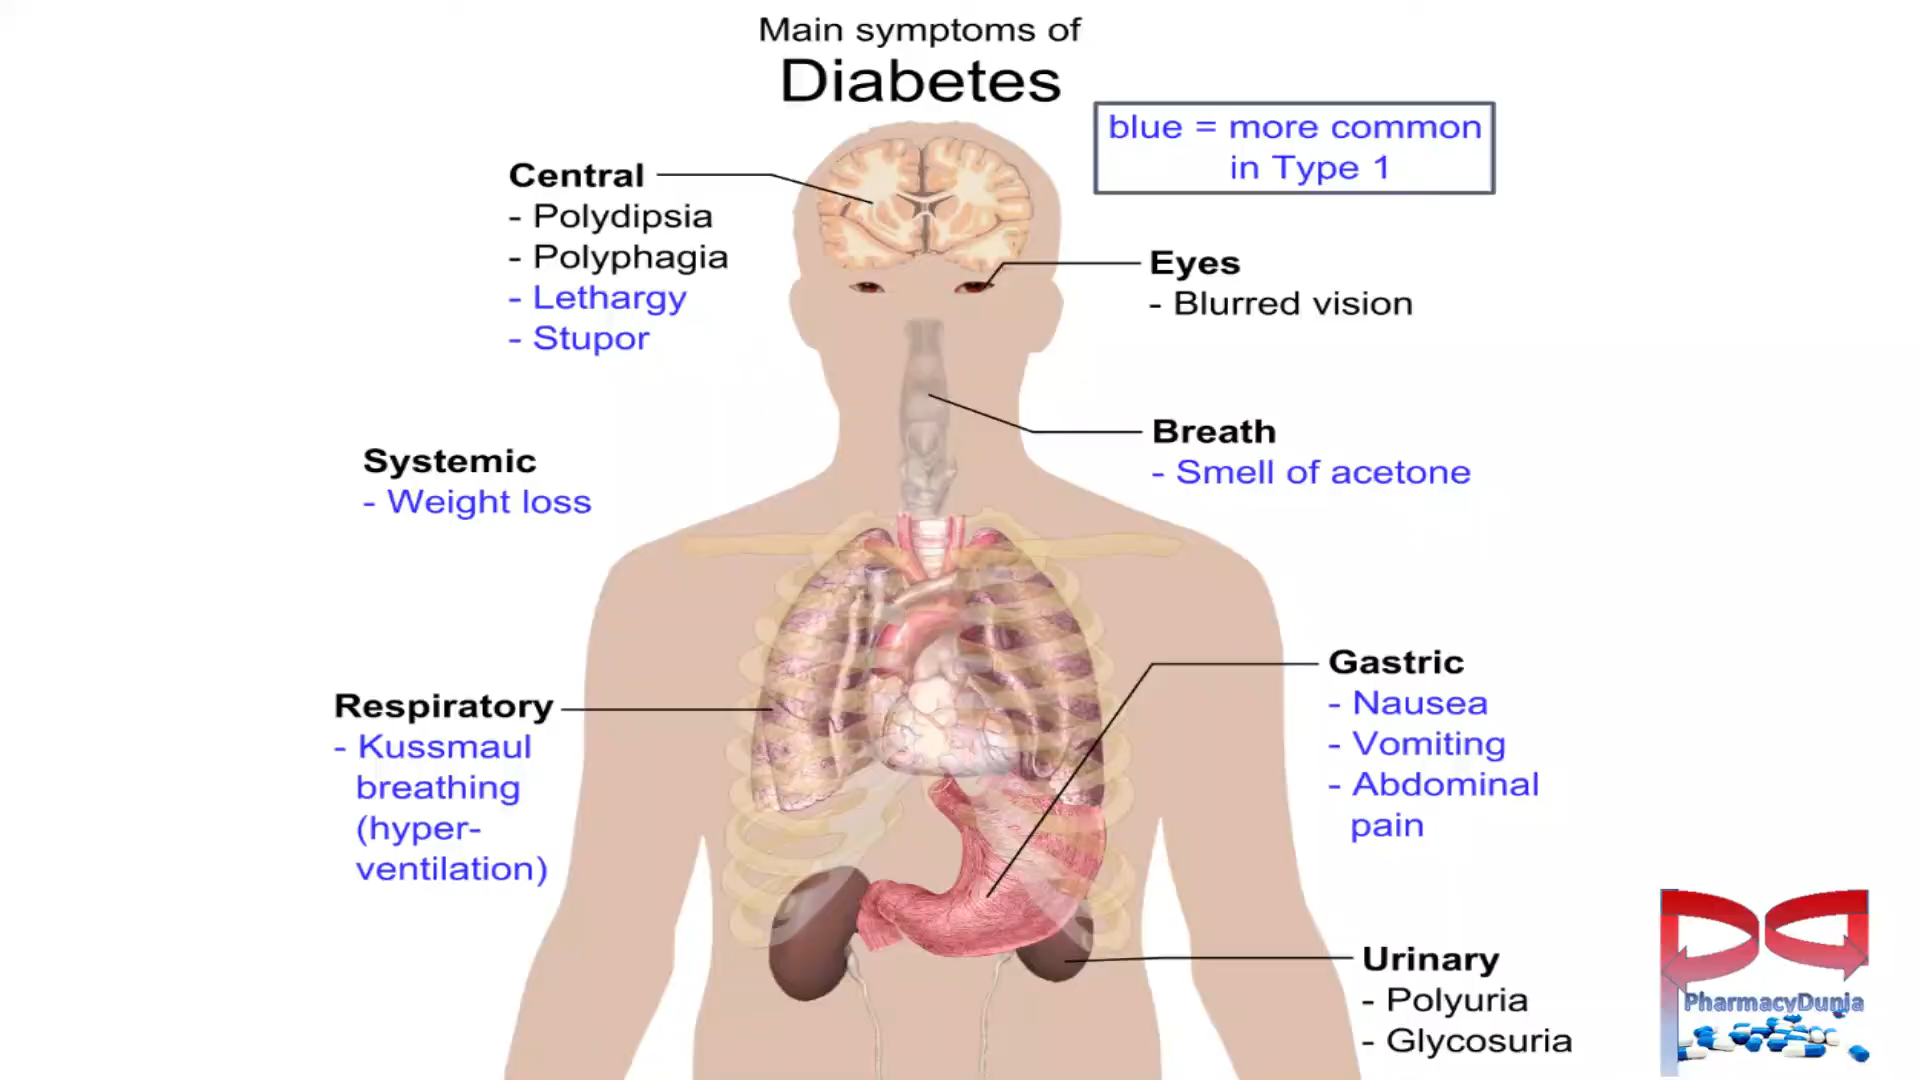 Main symptoms of
Diabetes
blue = more common
in Type 1
Central
- Polydipsia
- Polyphagia
- Lethargy
- Stupor
Eyes
- Blurred vision
Breath
- Smell of acetone
Systemic
- Weight loss
Respiratory
- Kussmaul
breathing
(hyper-
ventilation)
Gastric
- Nausea
- Vomiting
- Abdominal
pain
Urinary
- Polyuria
- Glycosuria
PharmacyDunia